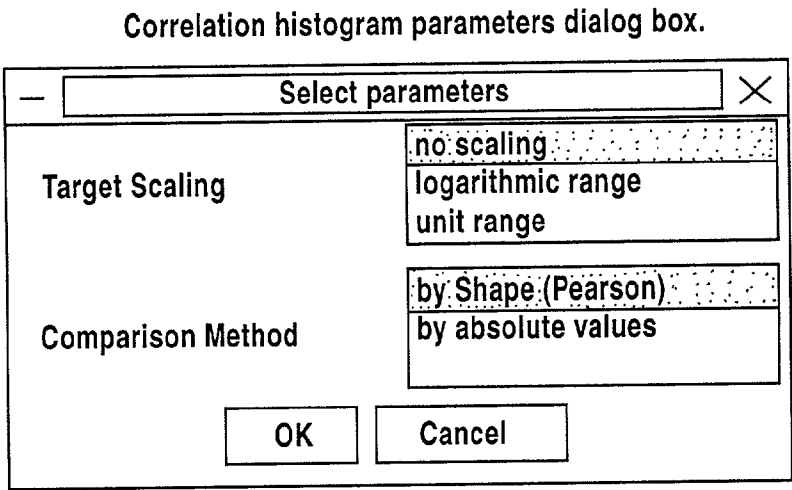 Correlation histogram parameters dialog box.
Select parameters
Target Scaling
no scaling
logarithmic range
unit range
Comparison Method
by Shape (Pearson)
by absolute values
OK
Cancel